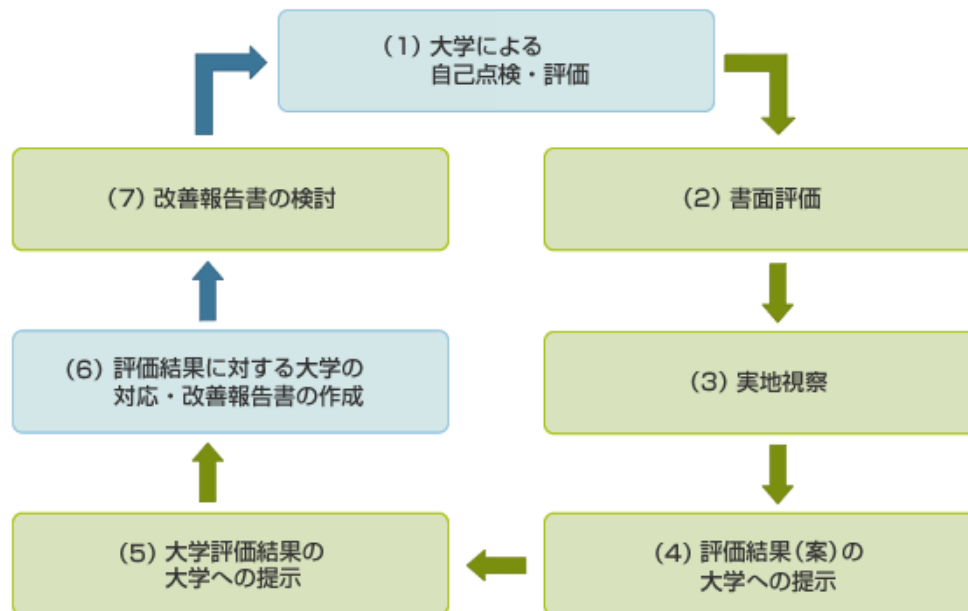 (1) 大学による
自己点検・評価
(2) 書面評価
(3) 実地視察
(4) 評価結果(案)の
大学への提示
(5) 大学評価結果の
大学への提示
(6) 評価結果に対する大学の
対応・改善報告書の作成
(7) 改善報告書の検討